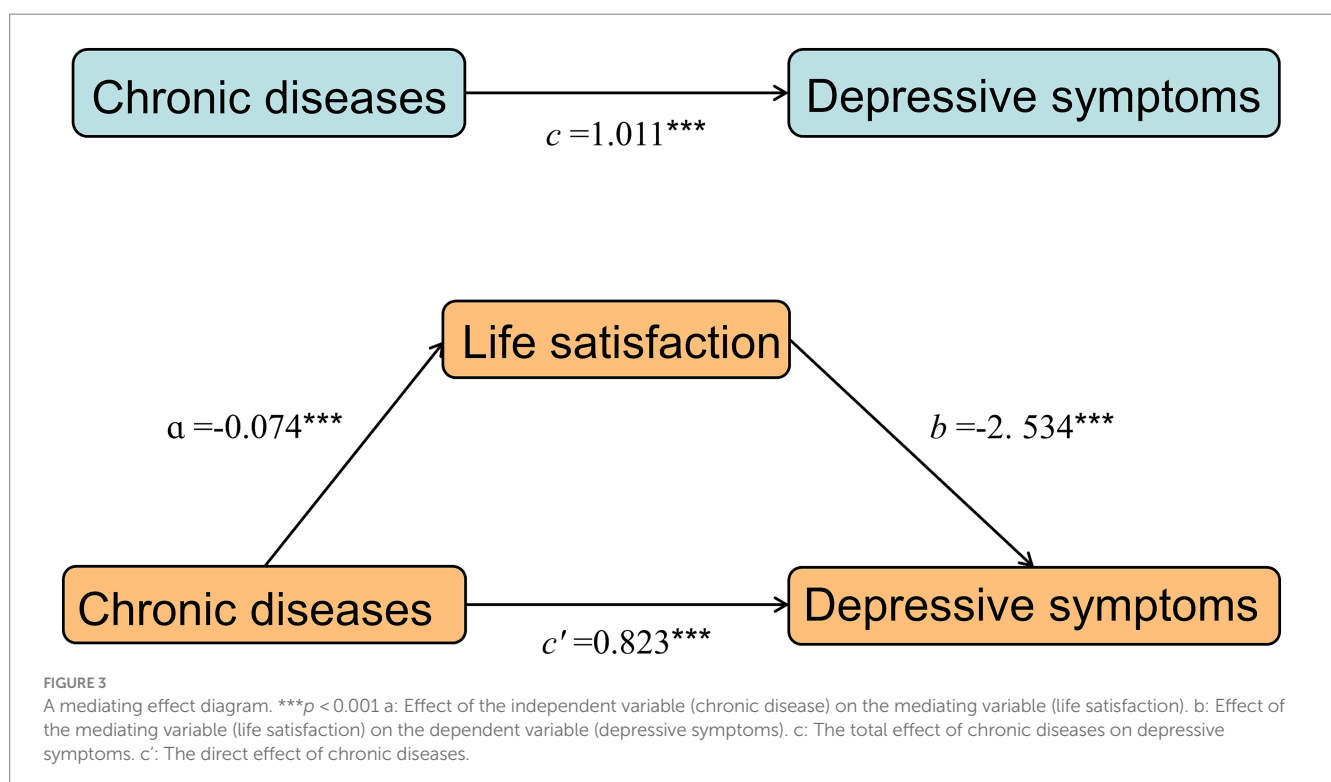 Chronic diseases
Depressive symptoms
c =1.011***
Life satisfaction
ɑ =-0.074***
b =-2. 534***
Chronic diseases
Depressive symptoms
c′ =0.823***
FIGURE 3
A mediating effect diagram. ***p < 0.001 a: Effect of the independent variable (chronic disease) on the mediating variable (life satisfaction). b: Effect of
the mediating variable (life satisfaction) on the dependent variable (depressive symptoms). c: The total effect of chronic diseases on depressive
symptoms. c′: The direct effect of chronic diseases.